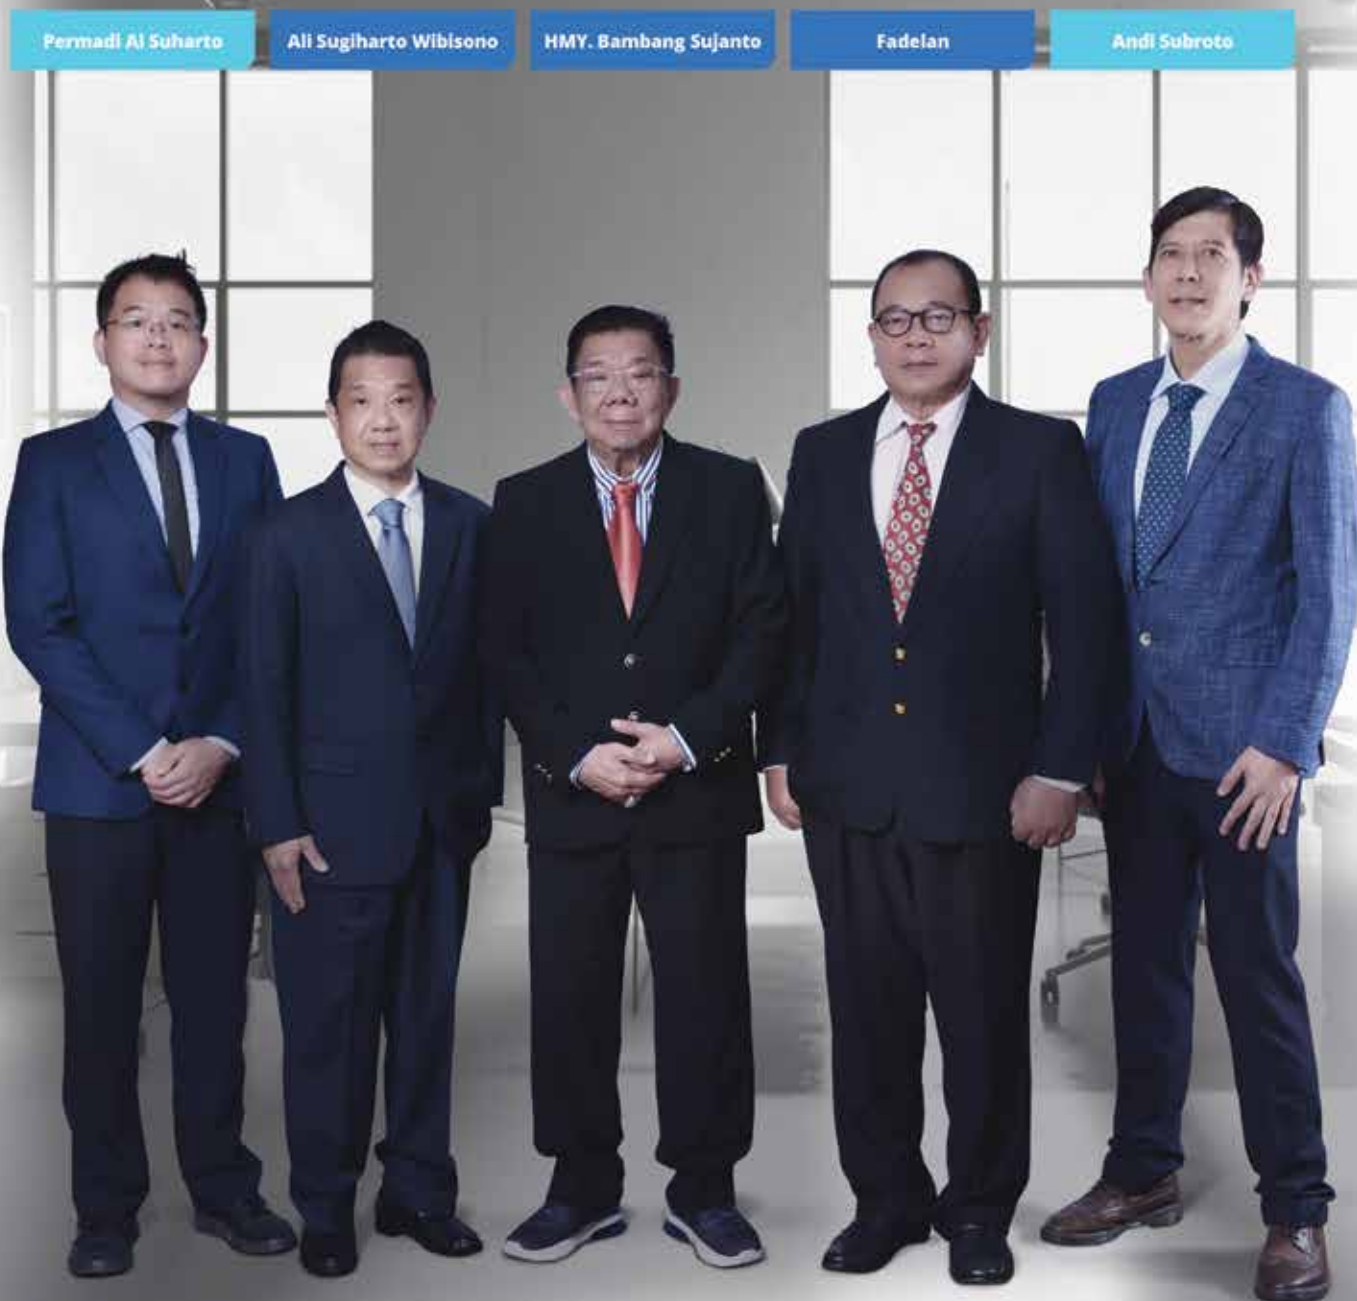 Permadi Al Suharto
Ali Sugiharto Wibisono
HMY. Bambang Sujanto
Fadelan
Andi Subroto